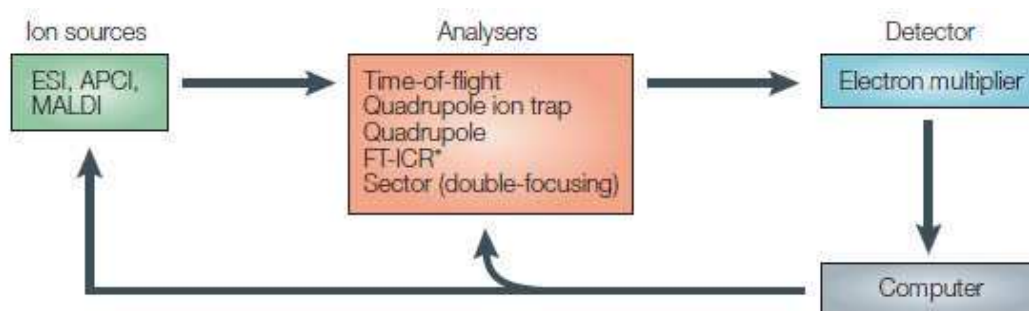 Ion sources
ESI, APCI,
MALDI
Analysers
Time-of-flight
Quadrupole ion trap
Quadrupole
FT-ICR*
Sector (double-focusing)
Detector
Electron multiplier
Computer